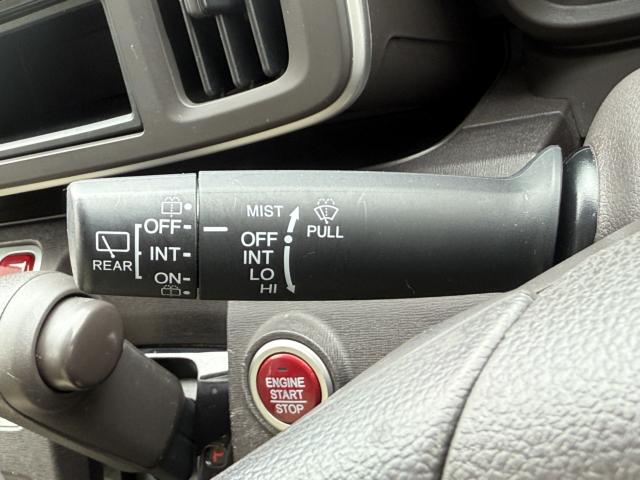 REAR
OFF
INT
ON
MIST
PULL
OFF
INT
LO
HI
ENGINE
START
STOP